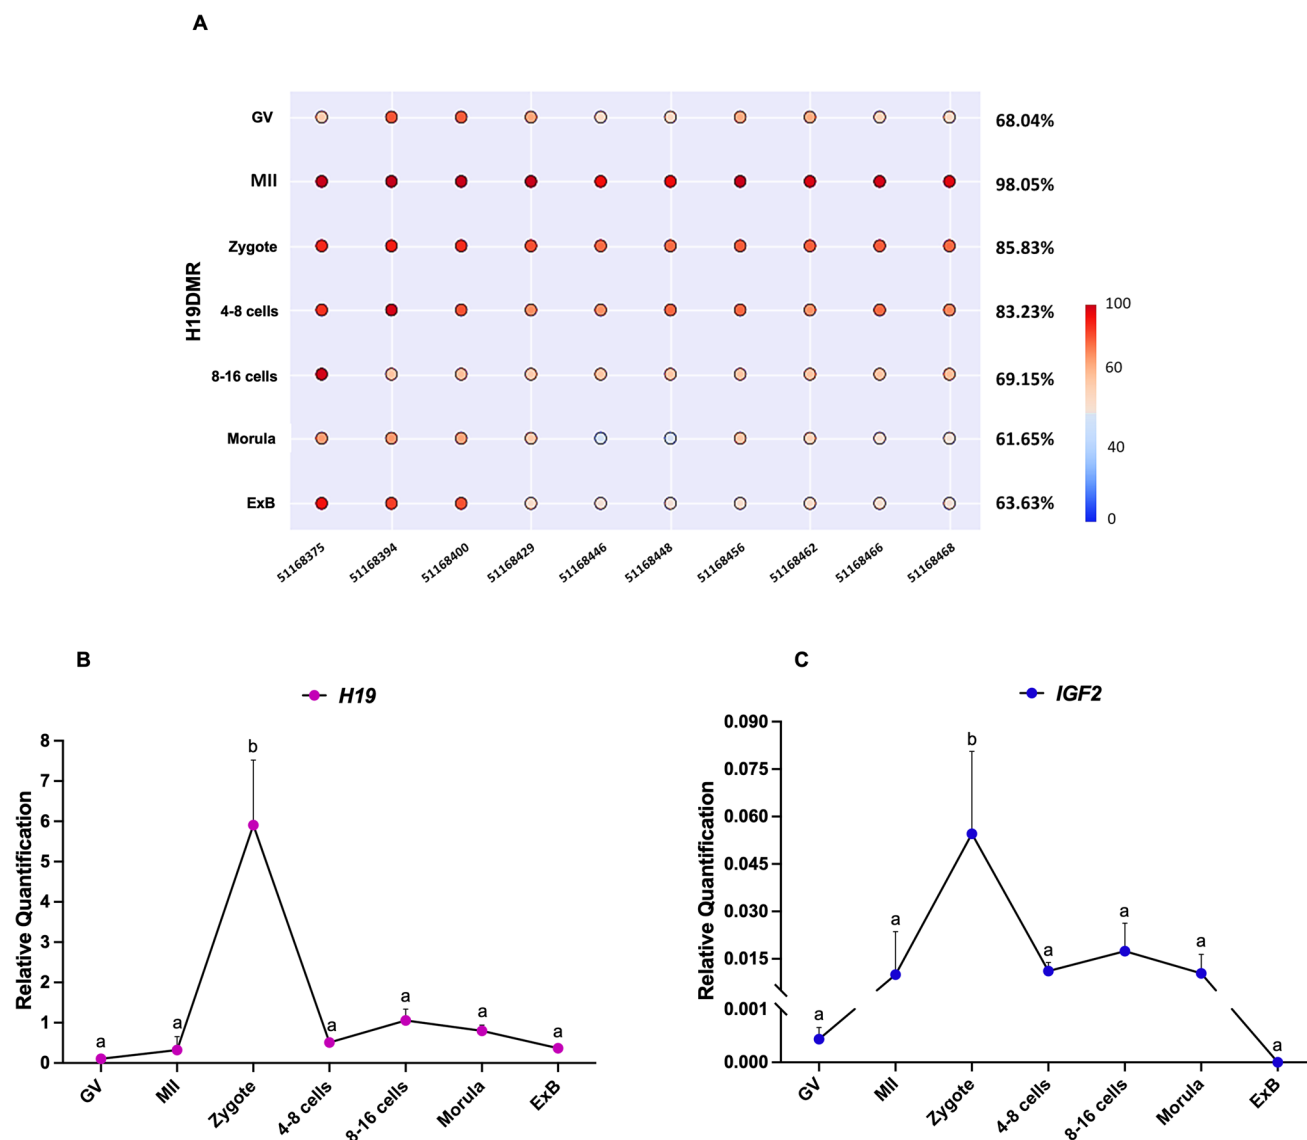 A
GV
68.04%
MII
98.05%
Zygote
85.83%
H19DMR
4-8 cells
83.23%
8-16 cells
69.15%
Morula
61.65%
ExB
63.63%
100
60
40
0
51168375
51168394
51168400
51168429
51168446
51168448
51168456
51168462
51168466
51168468
B
H19
Relative Quantification
8
7
6
5
4
3
2
1
0
a
a
b
a
a
a
a
GV
MII
Zygote
4-8 cells
8-16 cells
Morula
ExB
C
IGF2
Relative Quantification
0.090
0.075
0.060
0.045
0.030
0.015
0.001
0.000
a
a
b
a
a
a
a
GV
MII
Zygote
4-8 cells
8-16 cells
Morula
ExB